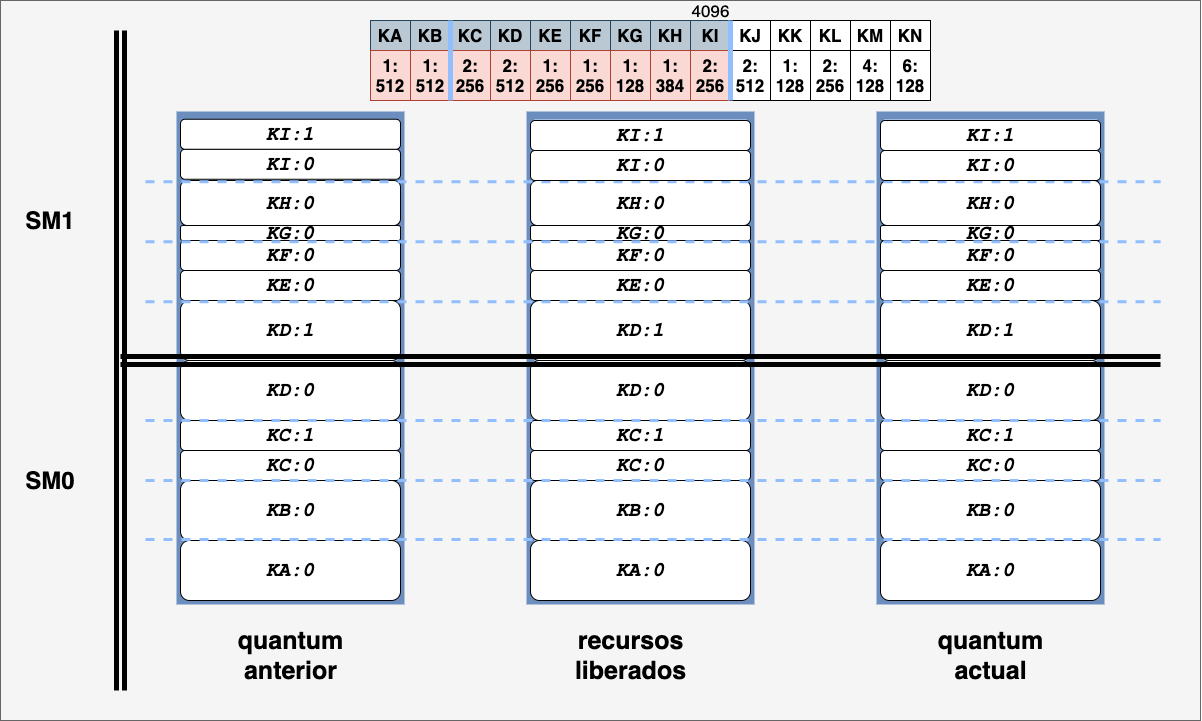 4096
KA KB KC KD KE KF KG KH KI KJ KK KL KM KN
1: 1: 2: 2: 1: 1: 1: 1: 2: 2: 1: 2: 4: 6:
512 512 256 512 256 256 128 384 256 512 128 256 128 128
KI:1 KI:1 KI:1
KI:0 KI:0 KI:0
KH:0 KH:0 KH:0
SM1
KG:0 KG:0 KG:0
KF:0 KF:0 KF:0
KE:0 KE:0 KE:0
KD:1 KD:1 KD:1
KD:0 KD:0 KD:0
KC:1 KC:1 KC:1
KC:0 KC:0 KC:0
SM0
KB:0 KB:0 KB:0
KA:0 KA:0 KA:0
quantum recursos quantum
anterior liberados actual